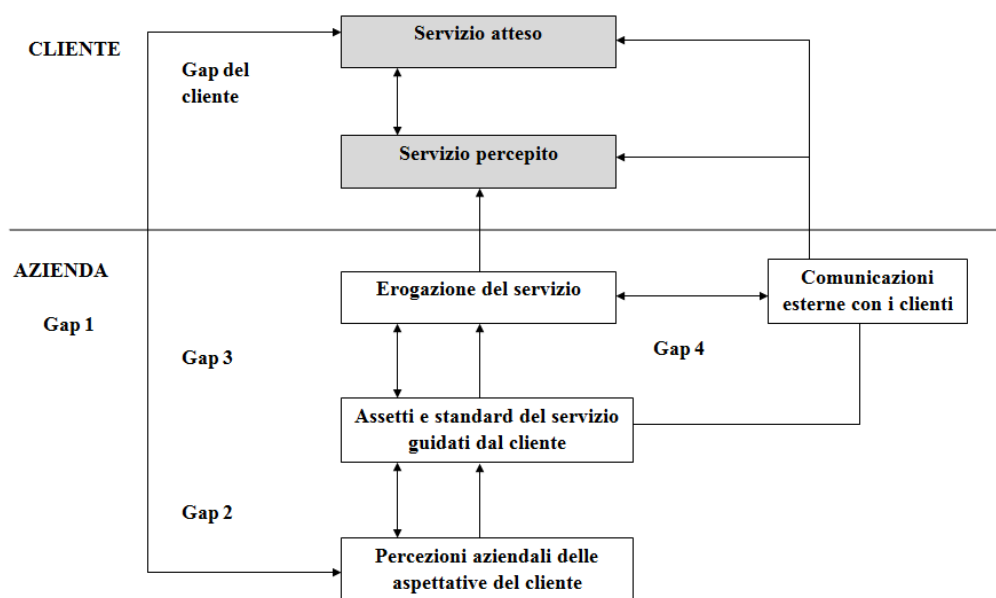 Servizio atteso
CLIENTE
Gap del
cliente
Servizio percepito
AZIENDA
Gap 1
Erogazione del servizio
Comunicazioni
esterne con i clienti
Gap 3
Gap 4
Assetti e standard del servizio
guidati dal cliente
Gap 2
Percezioni aziendali delle
aspettative del cliente